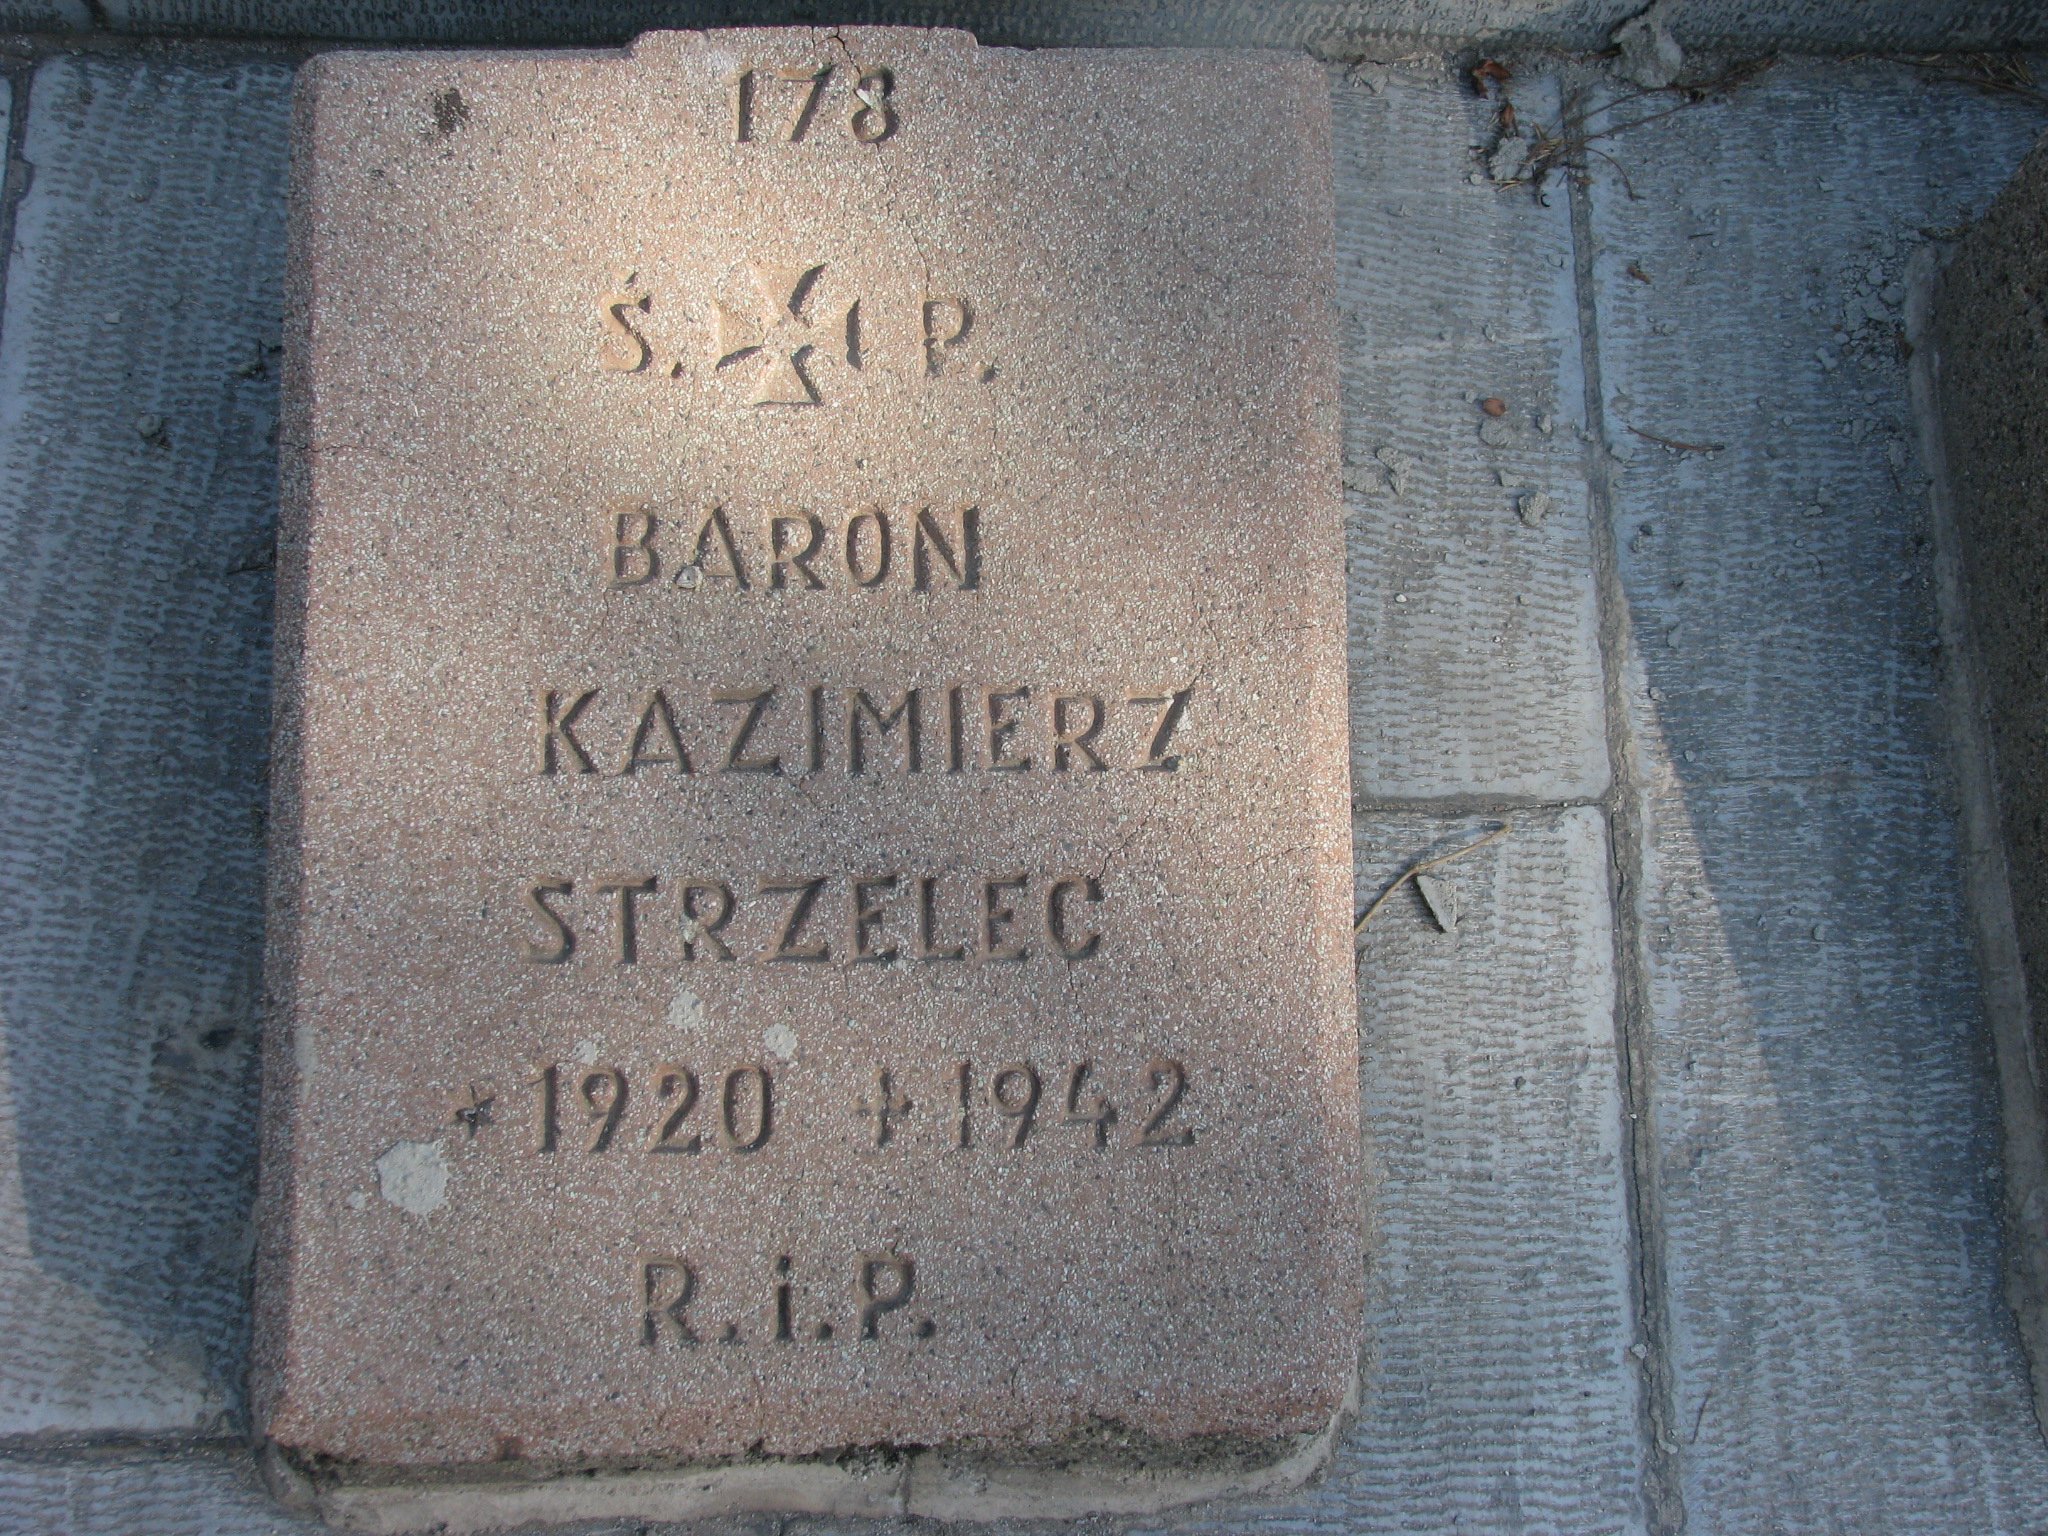 178
Ś. P.
BARON
KAZIMIERZ
STRZELEC
* 1920 + 1942
R.i.P.